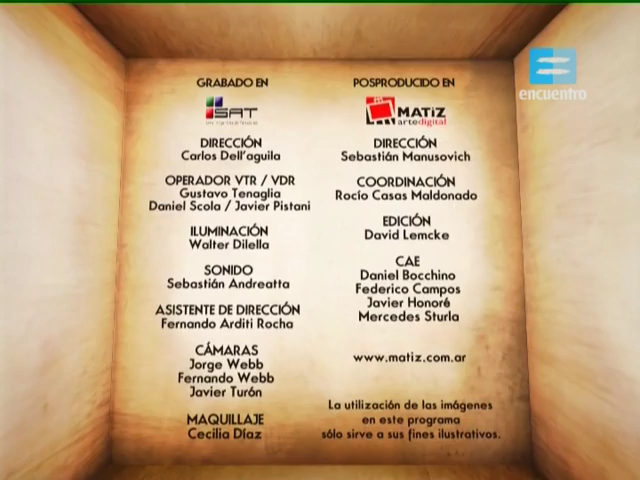 encuentro
GRABADO EN
SAT
DIRECCIÓN
Carlos Dell'aguila
OPERADOR VTR / VDR
Gustavo Tenaglia
Daniel Scola / Javier Pistani
ILUMINACIÓN
Walter Dilella
SONIDO
Sebastián Andreatta
ASISTENTE DE DIRECCIÓN
Fernando Arditi Rocha
CÁMARAS
Jorge Webb
Fernando Webb
Javier Turón
MAQUILLAJE
Cecilia Díaz
POSPRODUCIDO EN
MATiZ
artedigital
DIRECCIÓN
Sebastián Manusovich
COORDINACIÓN
Rocío Casas Maldonado
EDICIÓN
David Lemcke
CAE
Daniel Bocchino
Federico Campos
Javier Honoré
Mercedes Sturla
www.matiz.com.ar
La utilización de las imágenes
en este programa
sólo sirve a sus fines ilustrativos.